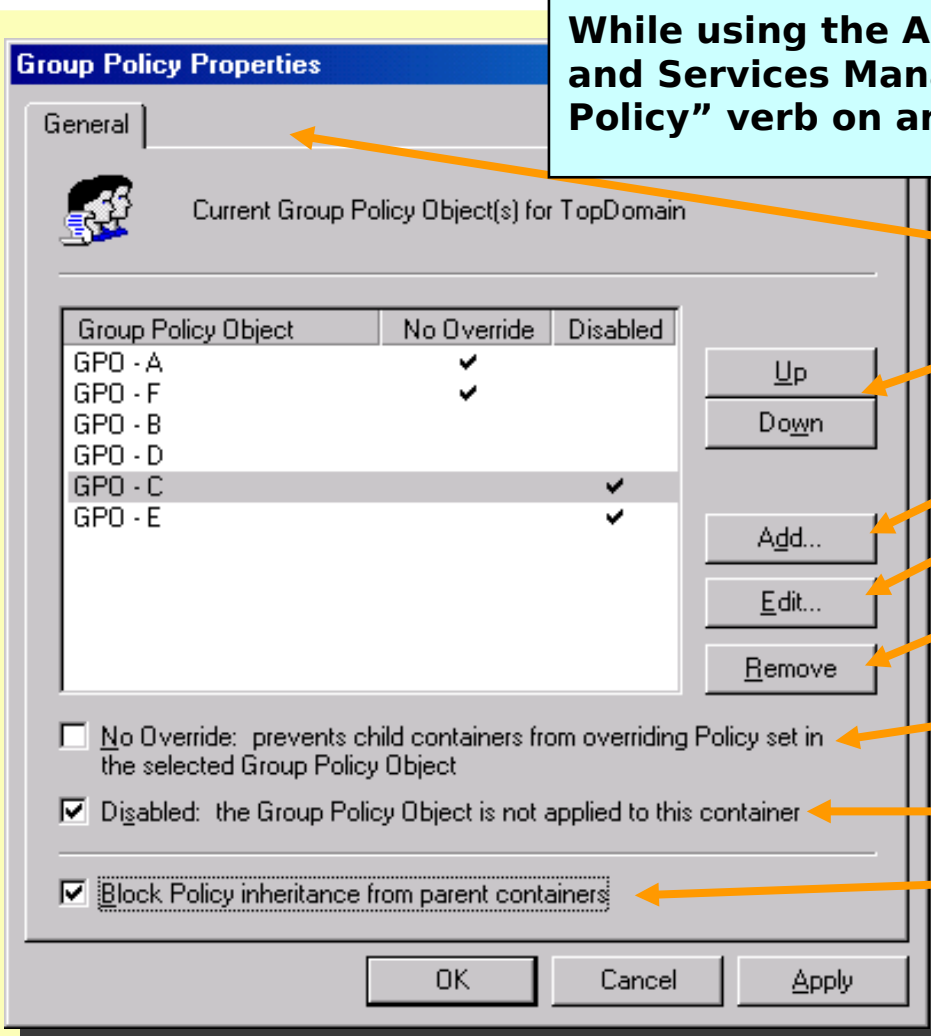 While using the A
and Services Man
Policy” verb on a
Group Policy Properties
General
Current Group Policy Object(s) for TopDomain
Group Policy Object No Override Disabled
GPO - A ✔
GPO - F ✔
GPO - B
GPO - D
GPO - C ✔
GPO - E ✔
Up
Down
Add...
Edit...
Remove
No Override: prevents child containers from overriding Policy set in
the selected Group Policy Object
Disabled: the Group Policy Object is not applied to this container
Block Policy inheritance from parent containers
OK Cancel Apply